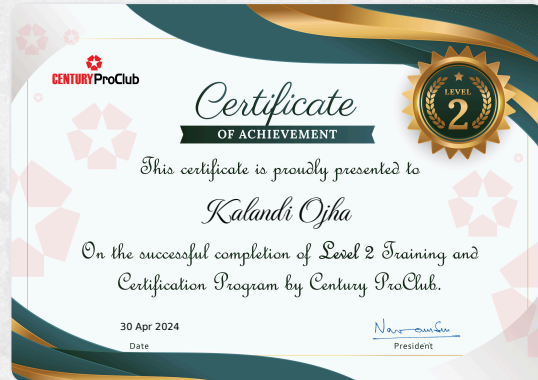 CENTURY ProClub
LEVEL
2
Certificate
OF ACHIEVEMENT
This certificate is proudly presented to
Kalandi Ojha
On the successful completion of Level 2 Training and
Certification Program by Century ProClub.
30 Apr 2024
Date
President